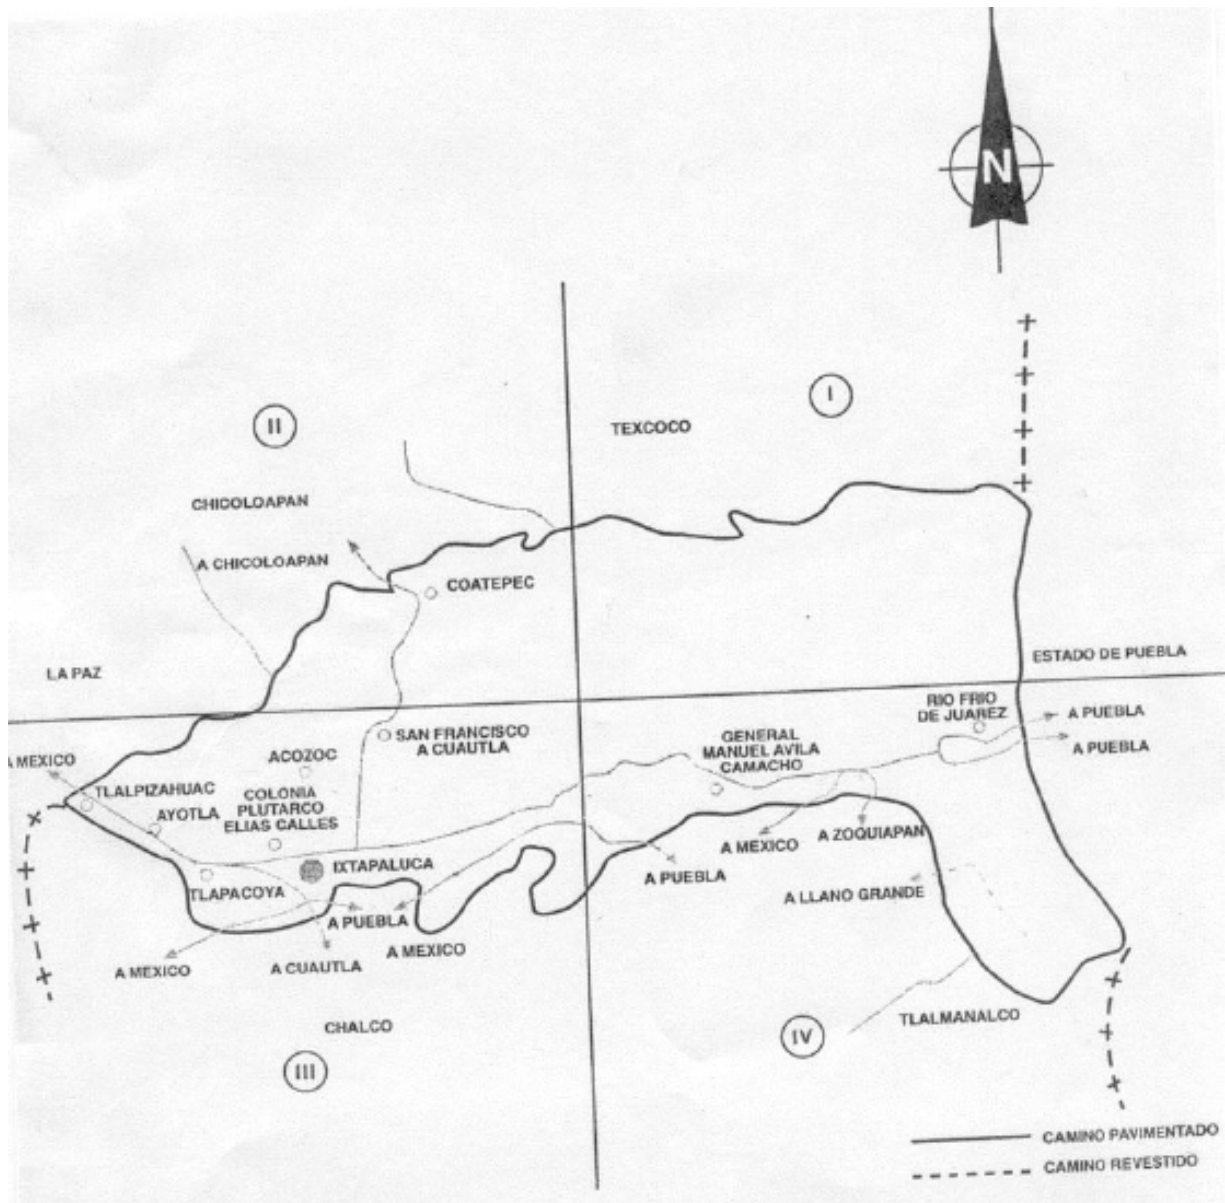 N
I
TEXCOCO
II
CHICOLOAPAN
A CHICOLOAPAN
COATEPEC
LA PAZ
ESTADO DE PUEBLA
RIO FRIO
DE JUAREZ
A PUEBLA
A PUEBLA
SAN FRANCISCO
A CUAUTLA
GENERAL
MANUEL AVILA
CAMACHO
ACOZOC
A MEXICO
TLALPIZAHUAC
AYOTLA
COLONIA
PLUTARCO
ELIAS CALLES
IXTAPALUCA
TLAPACOYA
A MEXICO
A ZOQUIAPAN
A PUEBLA
A LLANO GRANDE
A PUEBLA
A MEXICO
A MEXICO
A CUAUTLA
CHALCO
TLALMANALCO
III
IV
CAMINO PAVIMENTADO
CAMINO REVESTIDO